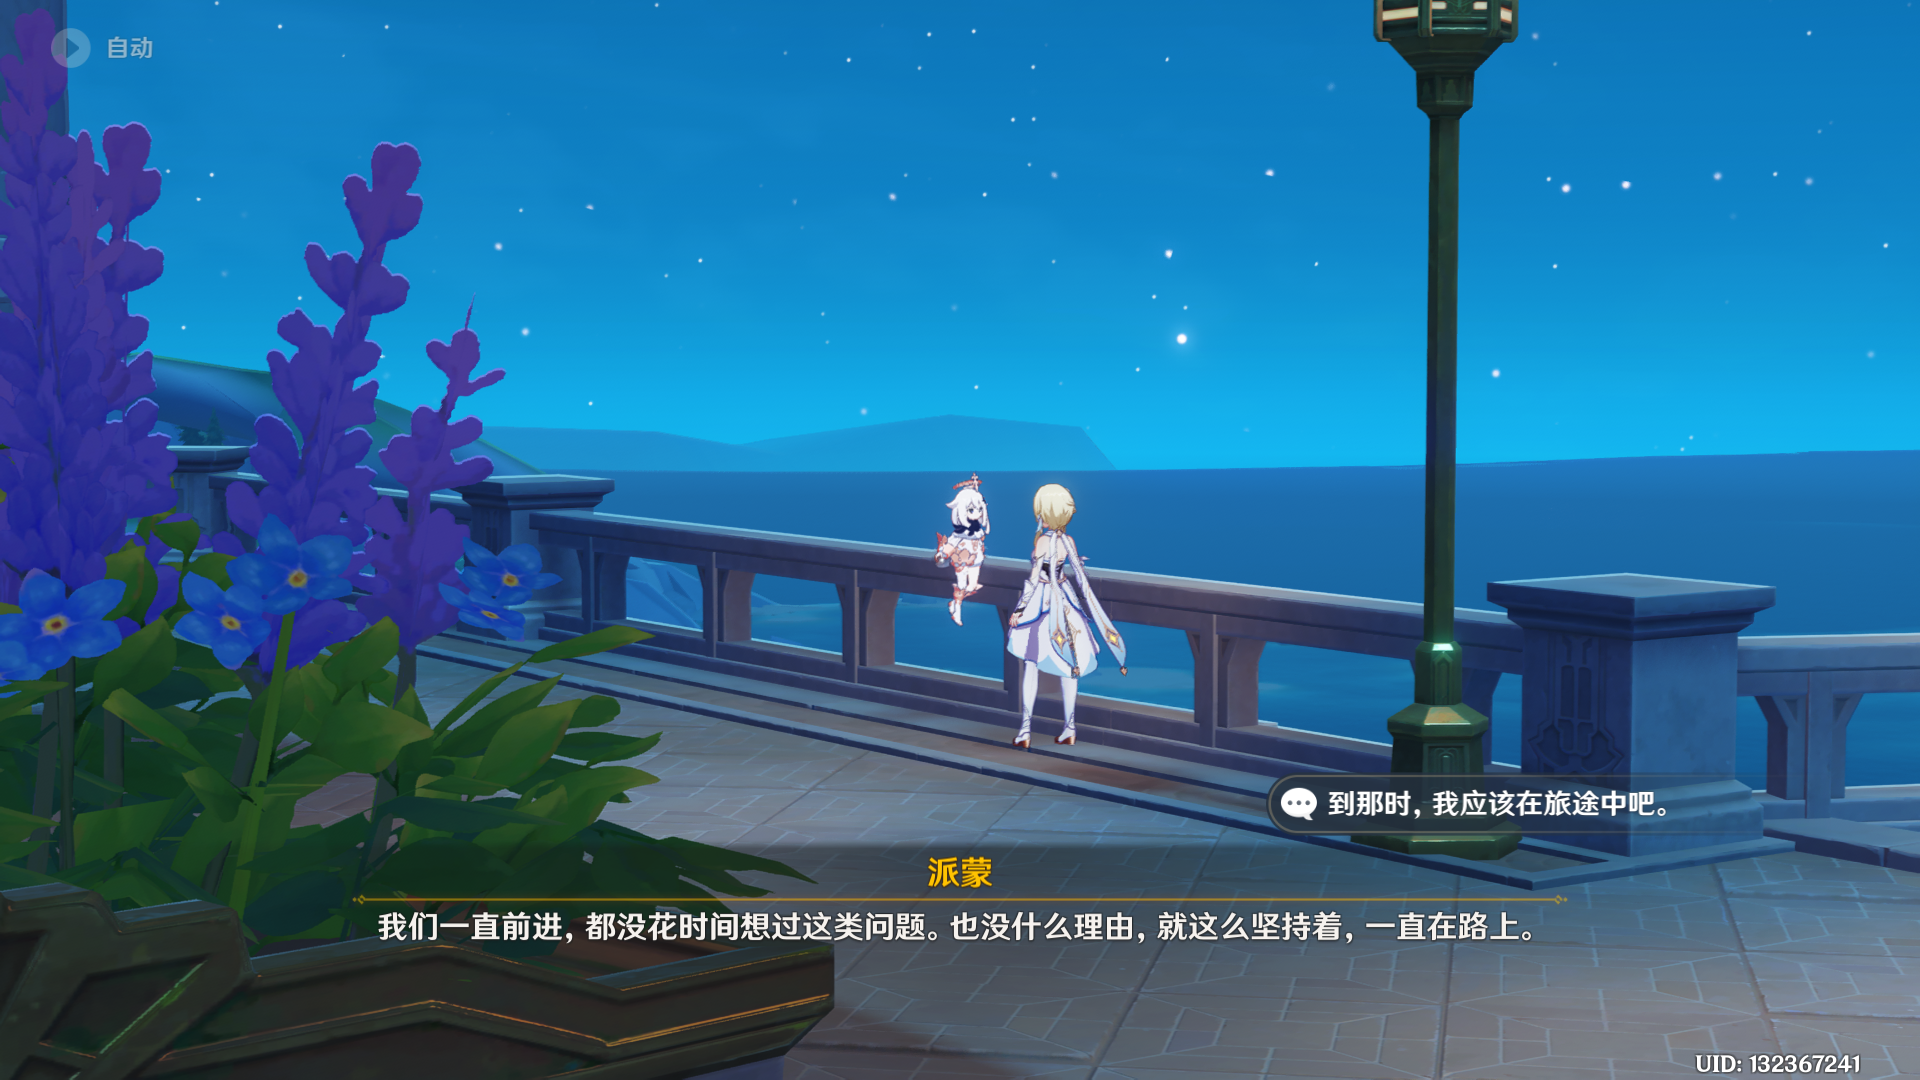 自动
到那时，我应该在旅途中吧。
派蒙
我们一直前进，都没花时间想过这类问题。也没什么理由，就这么坚持着，一直在路上。
UID: 132367241